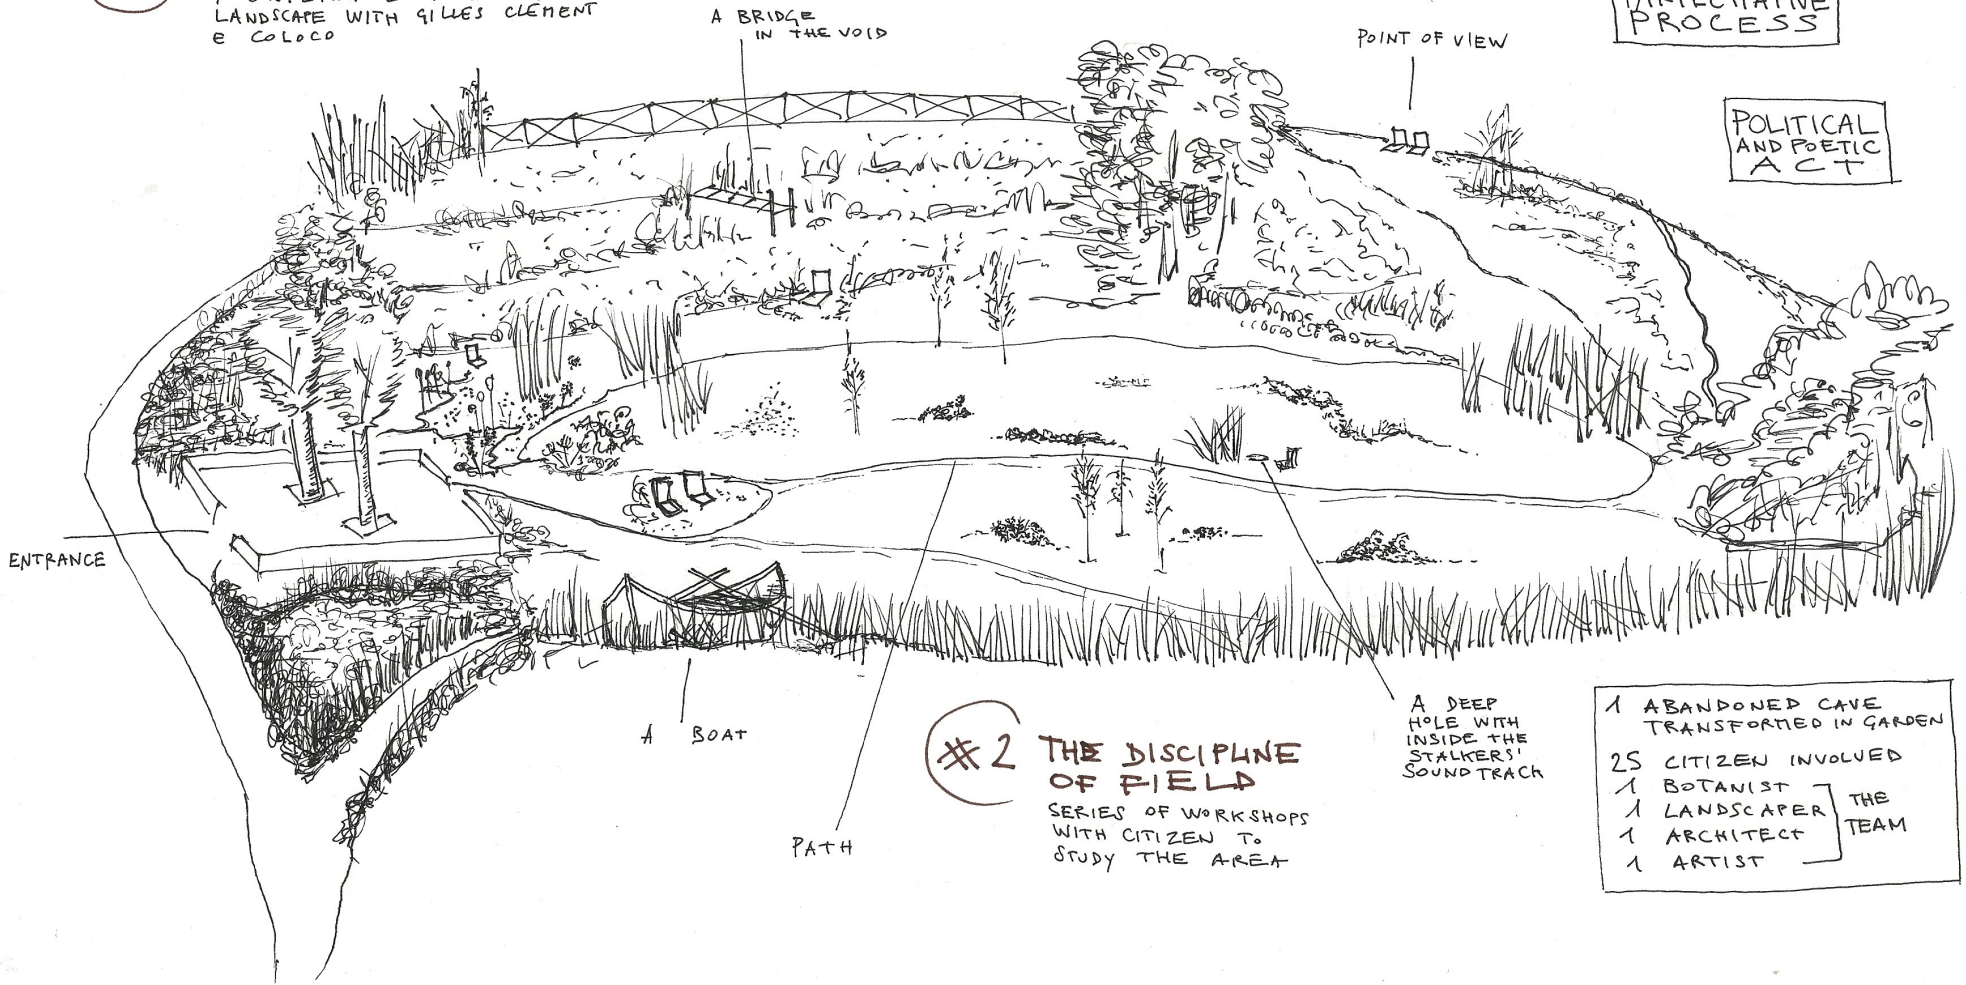 LANDSCAPE WITH GILLES CLÉMENT
e COLOCO
A BRIDGE
IN THE VOID
POINT OF VIEW
PROCESS
POLITICAL
AND POETIC
ACT
ENTRANCE
A BOAT
PATH
#2 THE DISCIPLINE
OF FIELD
SERIES OF WORKSHOPS
WITH CITIZEN TO
STUDY THE AREA
A DEEP
HOLE WITH
INSIDE THE
STALKERS'
SOUNDTRACK
1 ABANDONED CAVE
TRANSFORMED IN GARDEN
25 CITIZEN INVOLVED
1 BOTANIST
1 LANDSCAPER
1 ARCHITECT
1 ARTIST
THE
TEAM